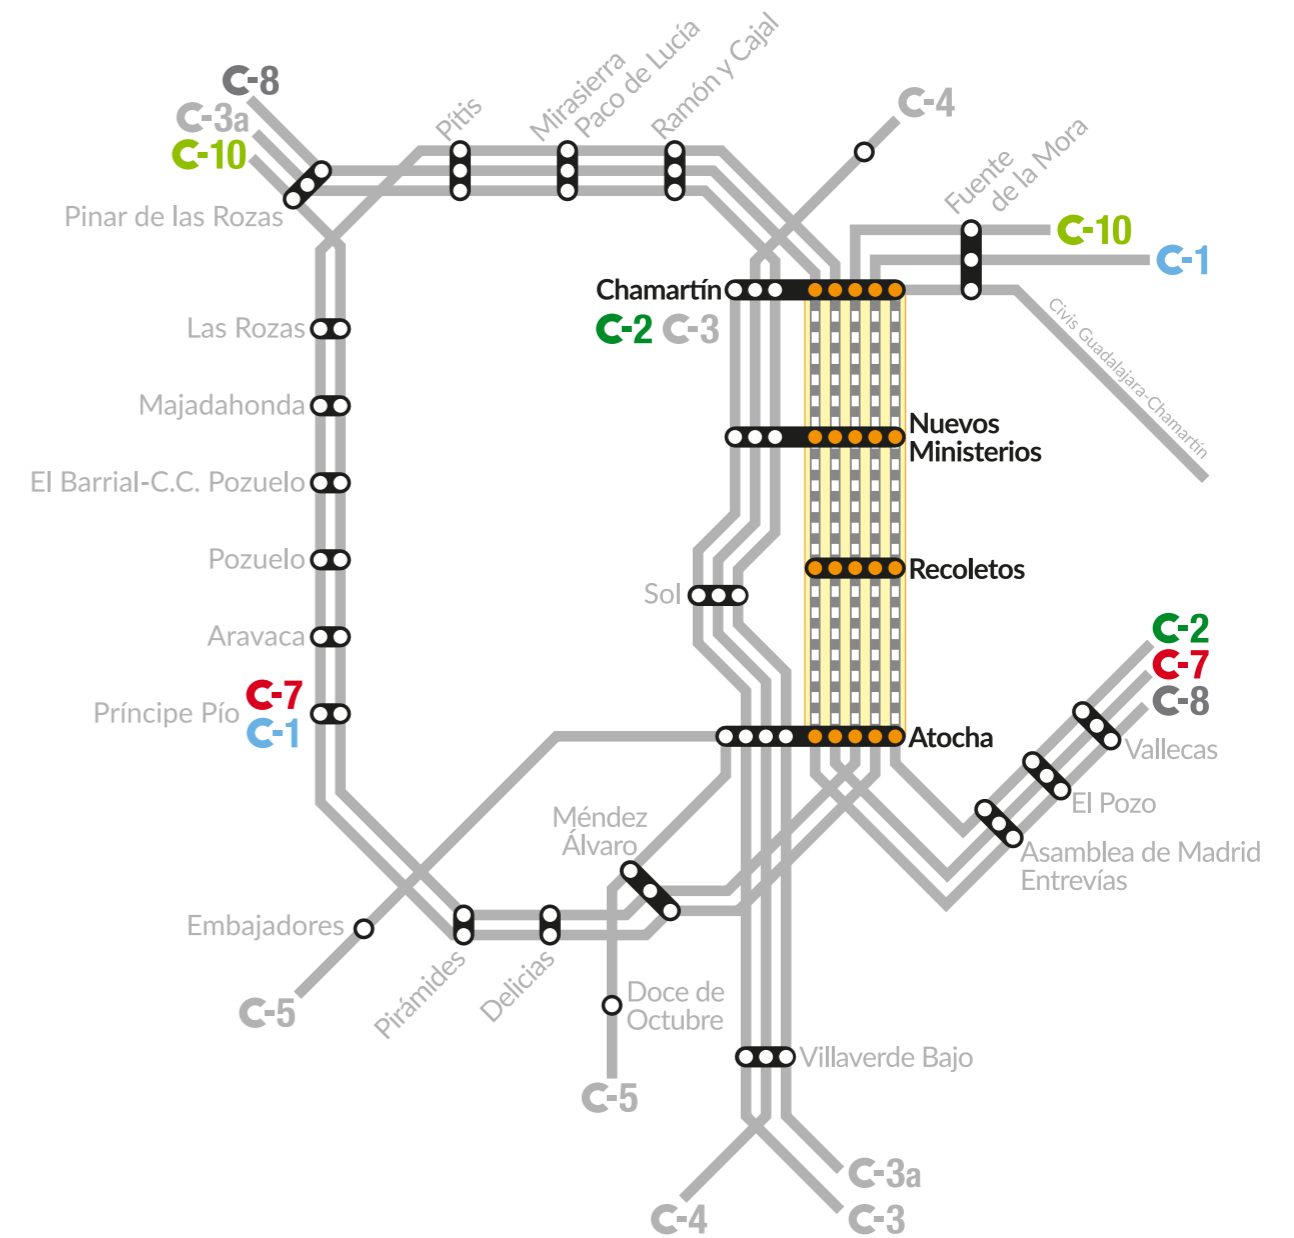 C-8
C-3a
C-10
Pinar de las Rozas
Pitis
Mirasierra
Paco de Lucía
Ramón y Cajal
C-4
Fuente
de la Mora
C-10
C-1
Civis Guadalajara-Chamartín
Chamartín
C-2 C-3
Las Rozas
Majadahonda
El Barrial-C.C. Pozuelo
Pozuelo
Aravaca
Príncipe Pío
C-7
C-1
Nuevos
Ministerios
Recoletos
Sol
Atocha
C-2
C-7
C-8
Vallecas
El Pozo
Asamblea de Madrid
Entrevías
Méndez
Álvaro
Embajadores
C-5
Pirámides
Delicias
Doce de
Octubre
C-5
Villaverde Bajo
C-3a
C-4
C-3